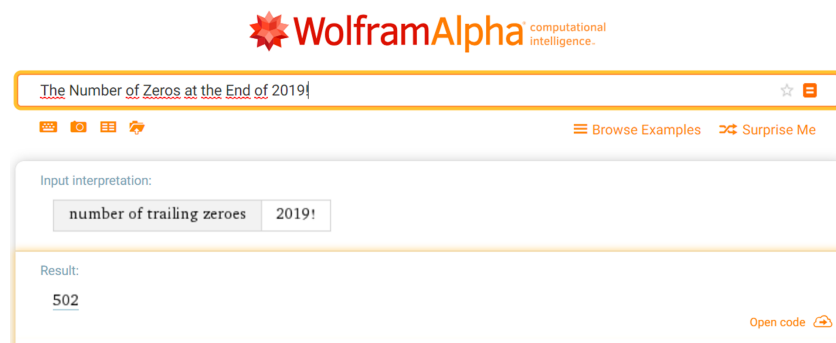 WolframAlpha computational intelligence.
The Number of Zeros at the End of 2019!
Browse Examples Surprise Me
Input interpretation:
number of trailing zeroes 2019!
Result:
502
Open code